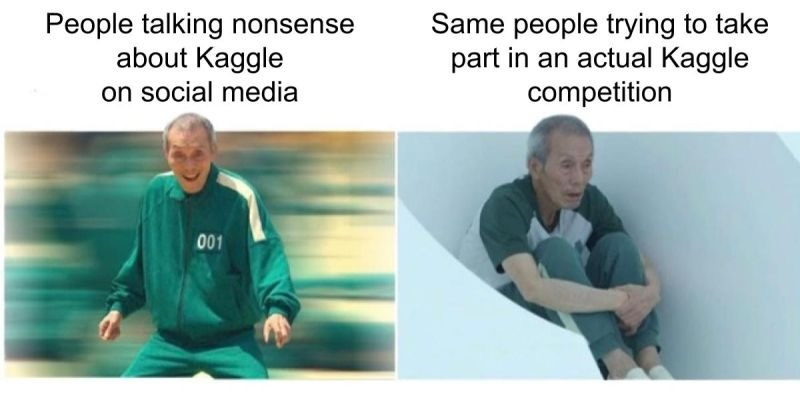 People talking nonsense
about Kaggle
on social media
Same people trying to take
part in an actual Kaggle
competition
001